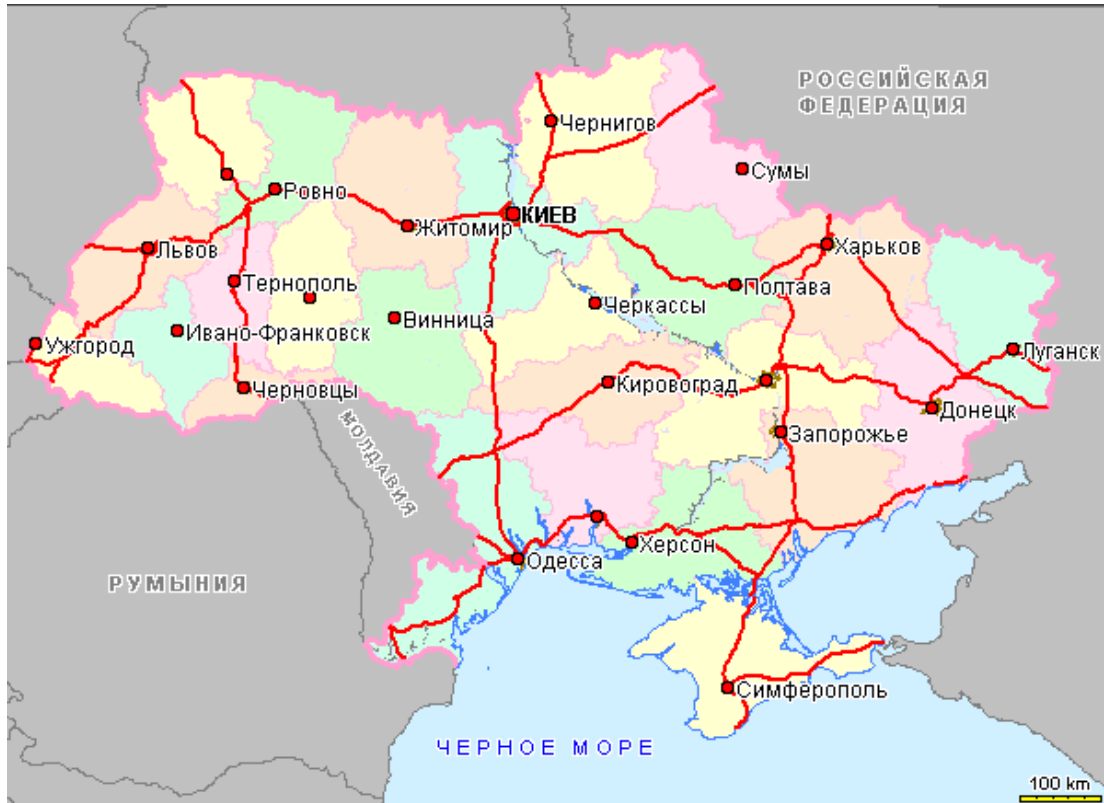 РОССИЙСКАЯ
ФЕДЕРАЦИЯ
Чернигов
Сумы
Ровно
КИЕВ
Житомир
Львов
Харьков
Тернополь
Полтава
Черкассы
Винница
Ивано-Франковск
Ужгород
Луганск
Черновцы
Кировоград
Донецк
Запорожье
МОЛДАВИЯ
Херсон
Одесса
РУМЫНИЯ
Симферополь
ЧЕРНОЕ МОРЕ
100 km